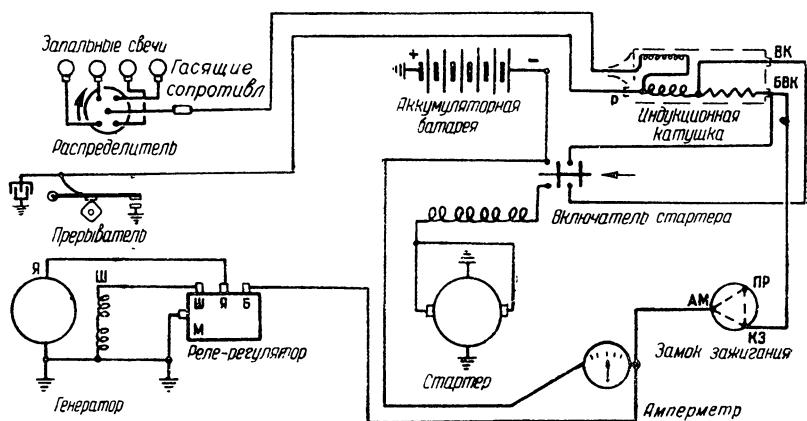 Запальные свечи
Гасящие
сопротивл
Распределитель
+
-
Аккумуляторная
батарея
ВК
Р
БВК
Индукционная
катушка
Прерыватель
Включатель стартера
Я
Ш
Ш Я Б
М
Реле-регулятор
Генератор
Стартер
АМ
ПР
КЗ
Замок зажигания
Амперметр